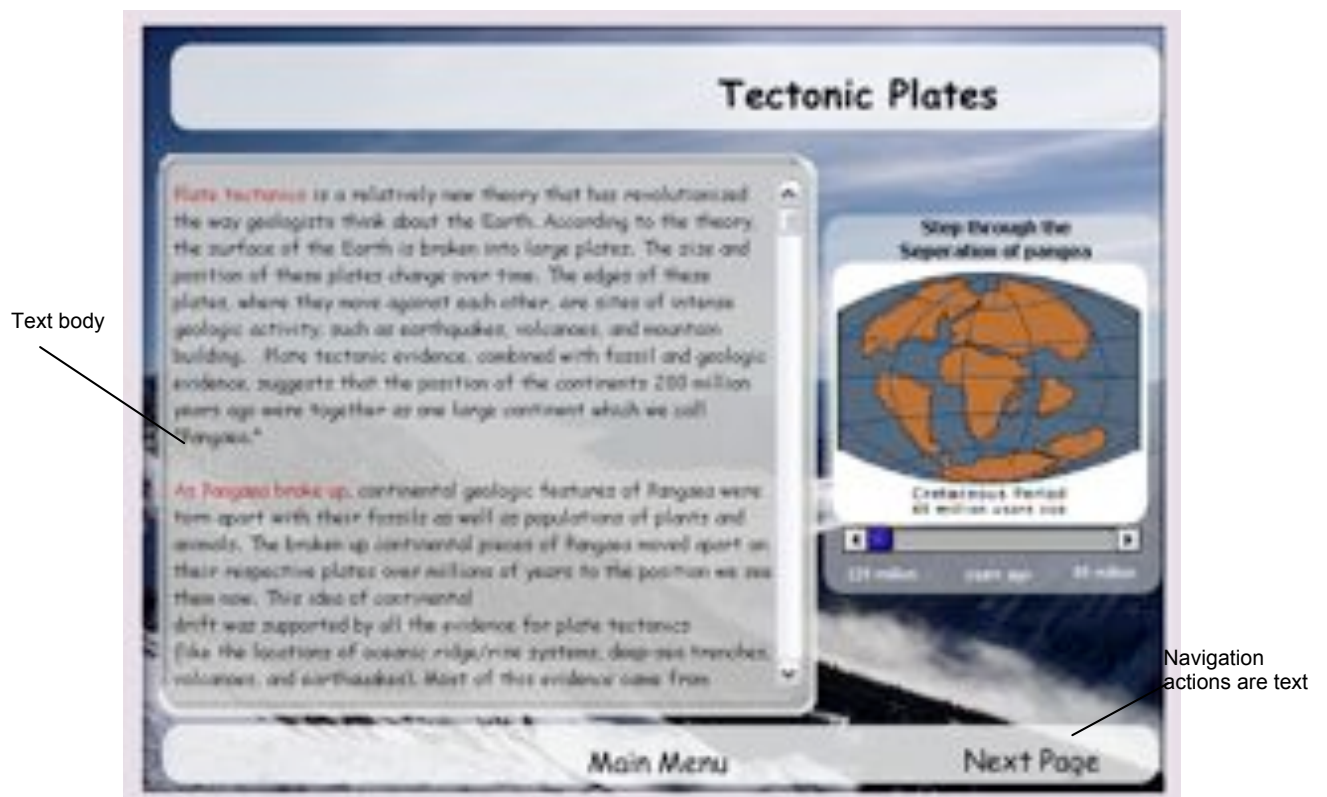 Tectonic Plates
Plate tectonics is a relatively new theory that has revolutionized
the way geologists think about the Earth. According to the theory,
the surface of the Earth is broken into large plates. The size and
position of these plates change over time. The edges of these
plates, where they move against each other, are sites of intense
geologic activity, such as earthquakes, volcanoes, and mountain
building. Plate tectonic evidence, combined with fossil and geologic
evidence, suggests that the position of the continents 200 million
years ago were together as one large continent which we call
"Pangaea."
As Pangaea broke up, continental geologic features of Pangaea were
torn apart with their fossils as well as populations of plants and
animals. The broken up continental pieces of Pangaea moved apart on
their respective plates over millions of years to the position we see
them now. This idea of continental
drift was supported by all the evidence for plate tectonics
(like the locations of oceanic ridge/rise systems, deep-sea trenches,
volcanoes, and earthquakes). Most of this evidence came from
Step through the
Seperation of pangea
Cretaceous Period
million
million
years ago
million
Text body
Navigation
actions are text
Main Menu
Next Page